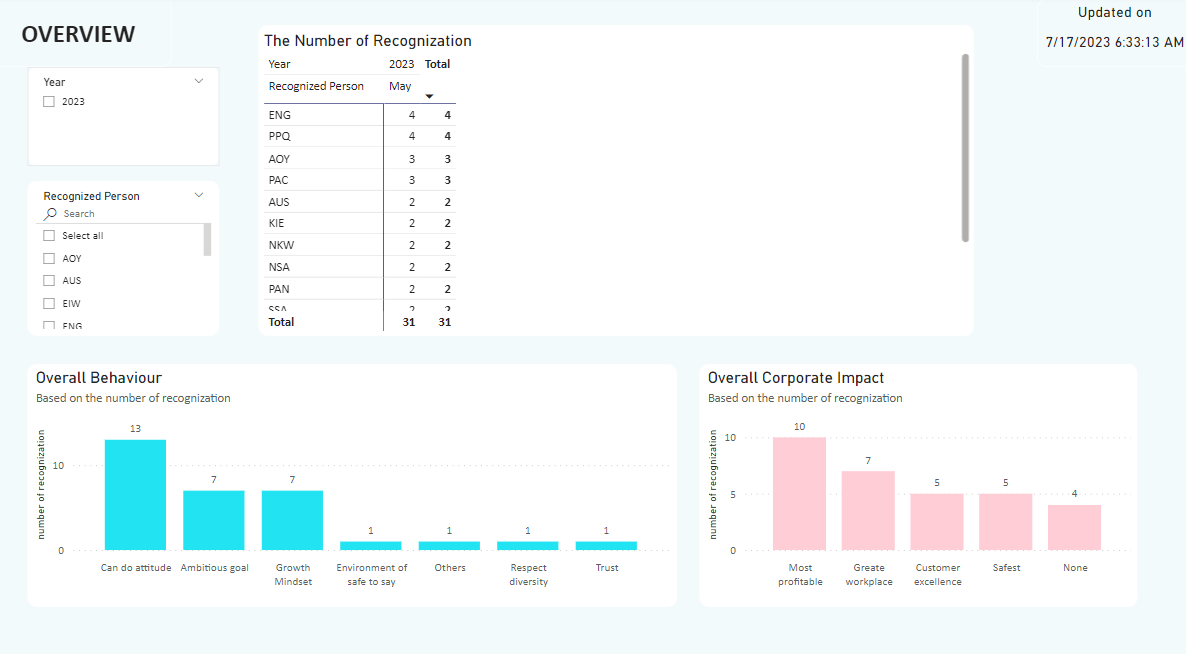 OVERVIEW
Updated on
7/17/2023 6:33:13 AM
Year
2023
Recognized Person
Search
Select all
AOY
AUS
EIW
ENG
The Number of Recognization
Year 2023 Total
Recognized Person May
ENG 4 4
PPQ 4 4
AOY 3 3
PAC 3 3
AUS 2 2
KIE 2 2
NKW 2 2
NSA 2 2
PAN 2 2
SSA 2 2
Total 31 31
Overall Behaviour
Based on the number of recognization
number of recognization
10
0
13
7
7
1
1
1
1
Can do attitude
Ambitious goal
Growth
Mindset
Environment of
safe to say
Others
Respect
diversity
Trust
Overall Corporate Impact
Based on the number of recognization
number of recognization
10
5
0
10
7
5
5
4
Most
profitable
Greate
workplace
Customer
excellence
Safest
None